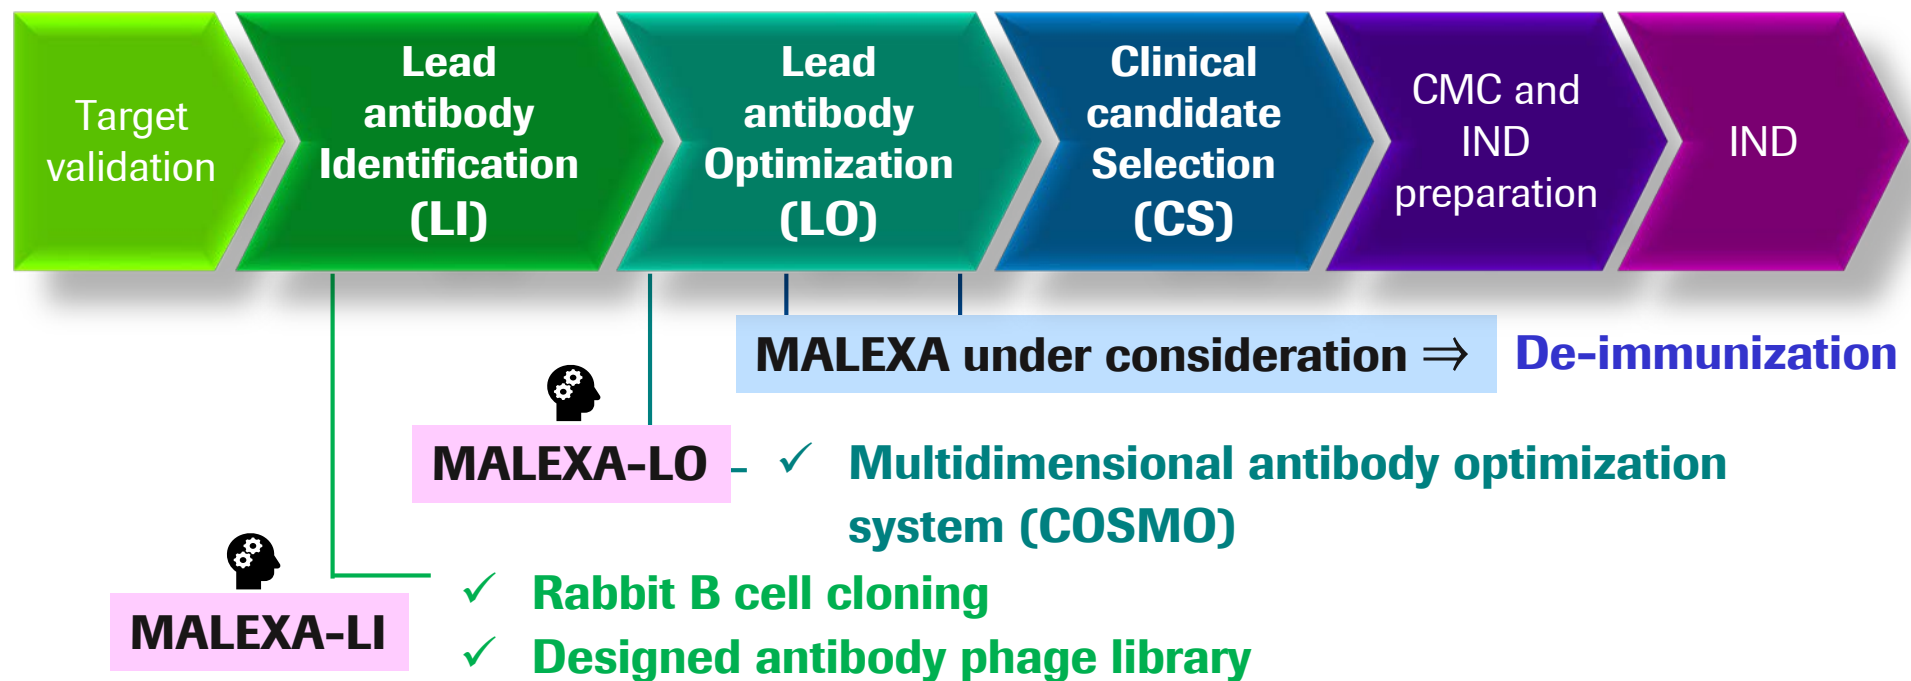 Target
validation
Lead
antibody
Identification
(LI)
Lead
antibody
Optimization
(LO)
Clinical
candidate
Selection
(CS)
CMC and
IND
preparation
IND
MALEXA under consideration ⇒
De-immunization
MALEXA-LO
✓ Multidimensional antibody optimization
system (COSMO)
MALEXA-LI
✓ Rabbit B cell cloning
✓ Designed antibody phage library